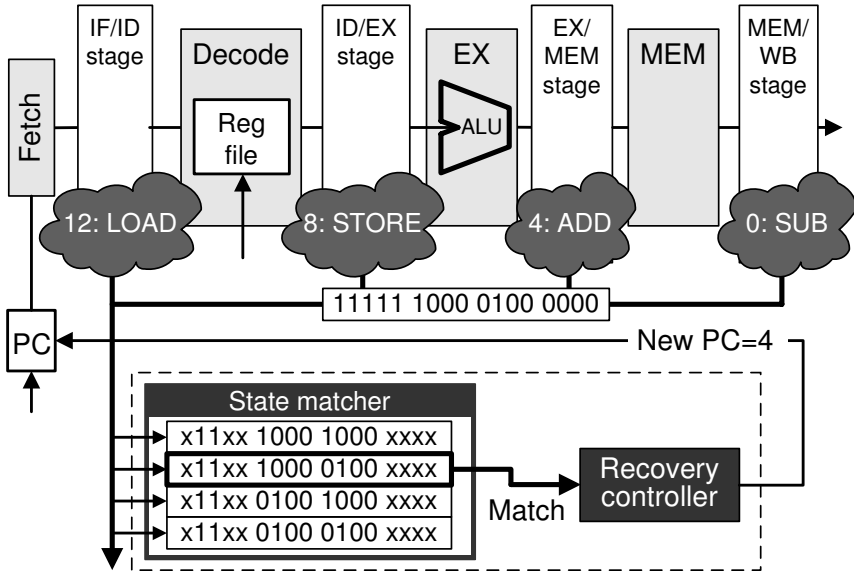 IF/ID
stage
Decode
ID/EX
stage
EX
EX/
MEM
stage
MEM
MEM/
WB
stage
Fetch
Reg
file
ALU
12: LOAD
8: STORE
4: ADD
0: SUB
11111 1000 0100 0000
PC
New PC=4
State matcher
x11xx 1000 1000 xxxx
x11xx 1000 0100 xxxx
x11xx 0100 1000 xxxx
x11xx 0100 0100 xxxx
Match
Recovery
controller